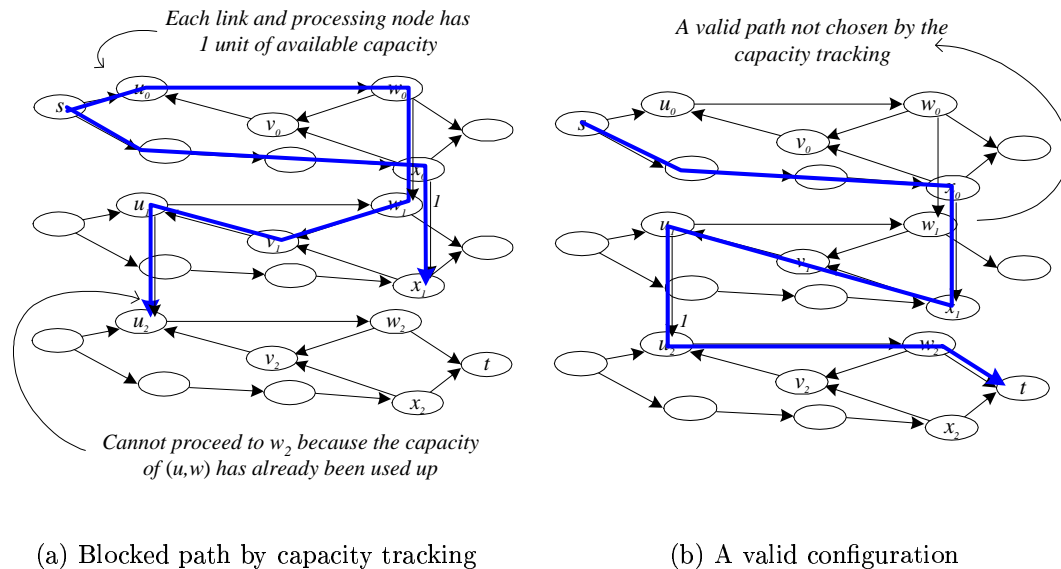 Each link and processing node has
1 unit of available capacity
s
u0
w0
v0
x0
u1
w1
1
v1
x1
u2
w2
v2
t
x2
Cannot proceed to w2 because the capacity
of (u,w) has already been used up
(a) Blocked path by capacity tracking
A valid path not chosen by the
capacity tracking
s
u0
w0
v0
x0
u1
w1
v1
x1
1
u2
w2
v2
t
x2
(b) A valid configuration